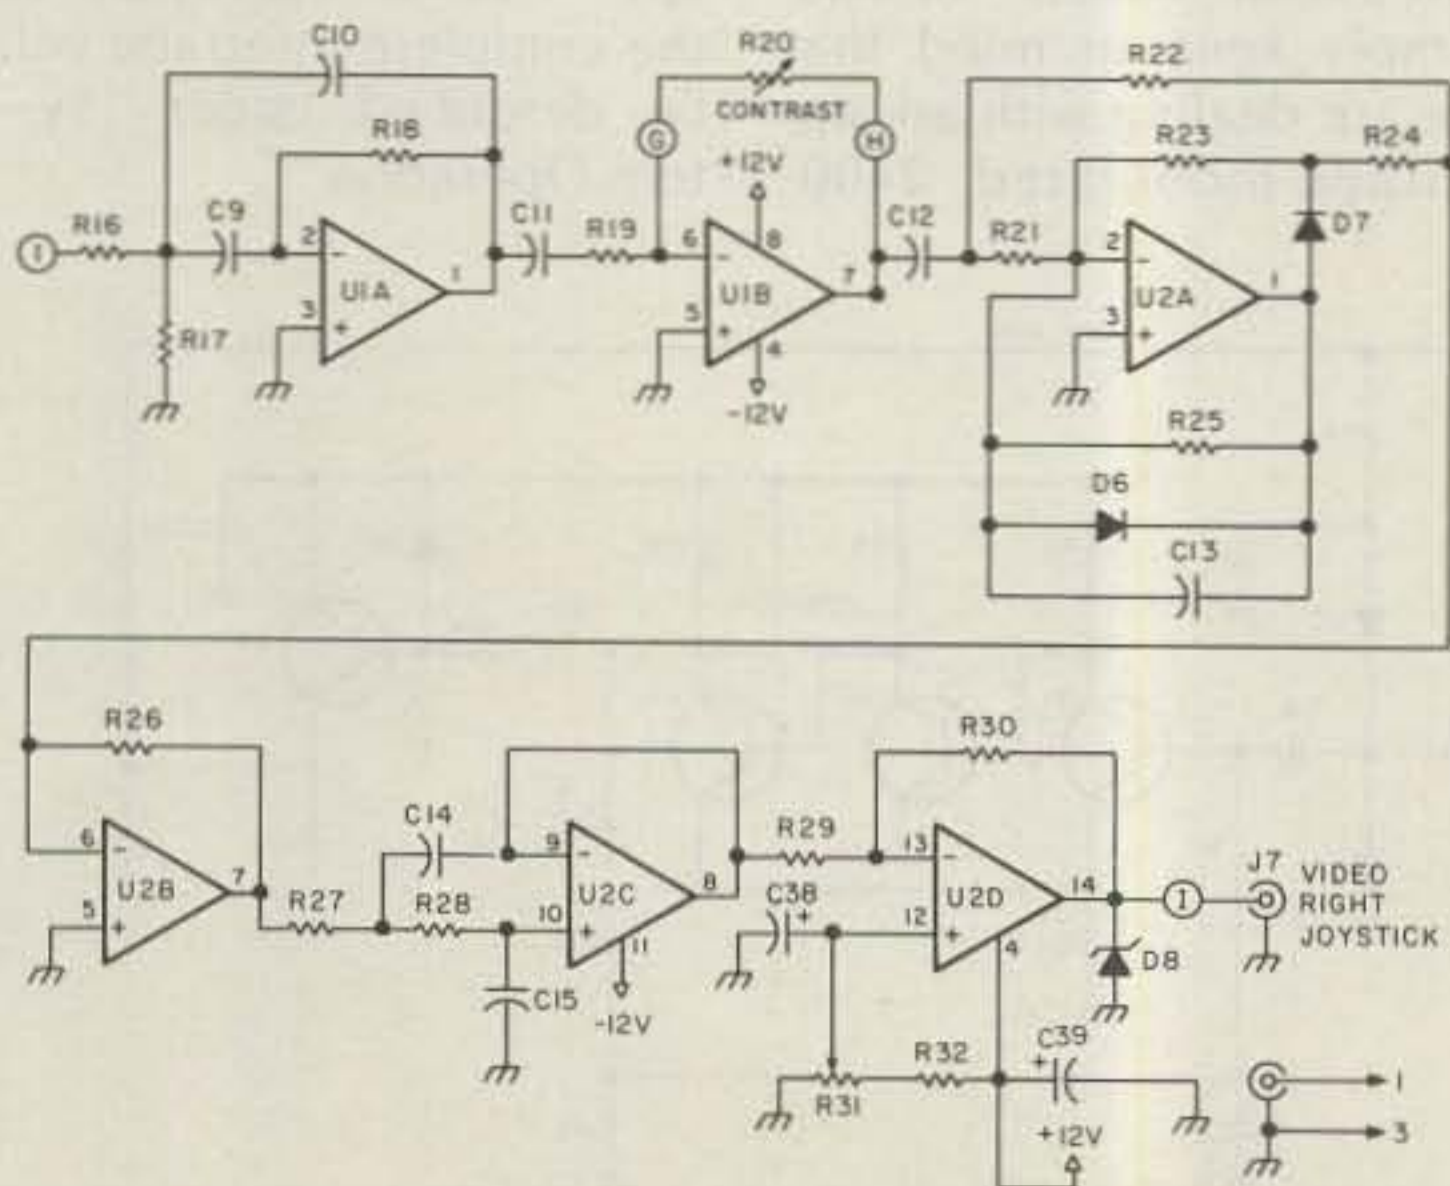 C10
R20
R22
R18
CONTRAST
R23
R24
G
H
+12V
R16
C9
C11
R19
C12
R21
D7
I
2
-
6
-
8
2
-
U1A
1
U1B
7
U2A
1
3
+
5
+
3
+
R17
4
-12V
R25
D6
C13
R26
R30
C14
R29
J7
VIDEO
RIGHT
JOYSTICK
6
-
9
-
13
-
U2B
7
R27
R28
U2C
8
C38
+
U2D
14
I
5
+
10
+
12
+
11
4
D8
C15
-12V
R32
C39
+
R31
+12V
1
3